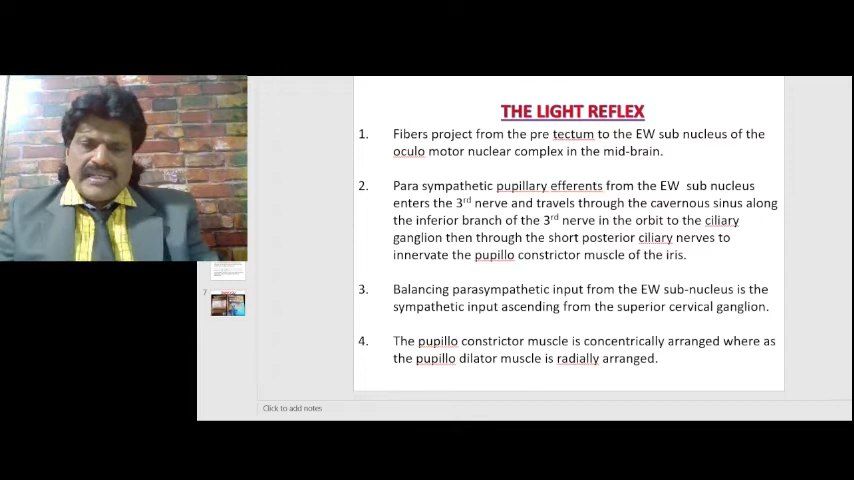 THE LIGHT REFLEX
1. Fibers project from the pre tectum to the EW sub nucleus of the
oculo motor nuclear complex in the mid-brain.
2. Para sympathetic pupillary efferents from the EW sub nucleus
enters the 3rd nerve and travels through the cavernous sinus along
the inferior branch of the 3rd nerve in the orbit to the ciliary
ganglion then through the short posterior ciliary nerves to
innervate the pupillo constrictor muscle of the iris.
3. Balancing parasympathetic input from the EW sub-nucleus is the
sympathetic input ascending from the superior cervical ganglion.
4. The pupillo constrictor muscle is concentrically arranged where as
the pupillo dilator muscle is radially arranged.
7
Click to add notes